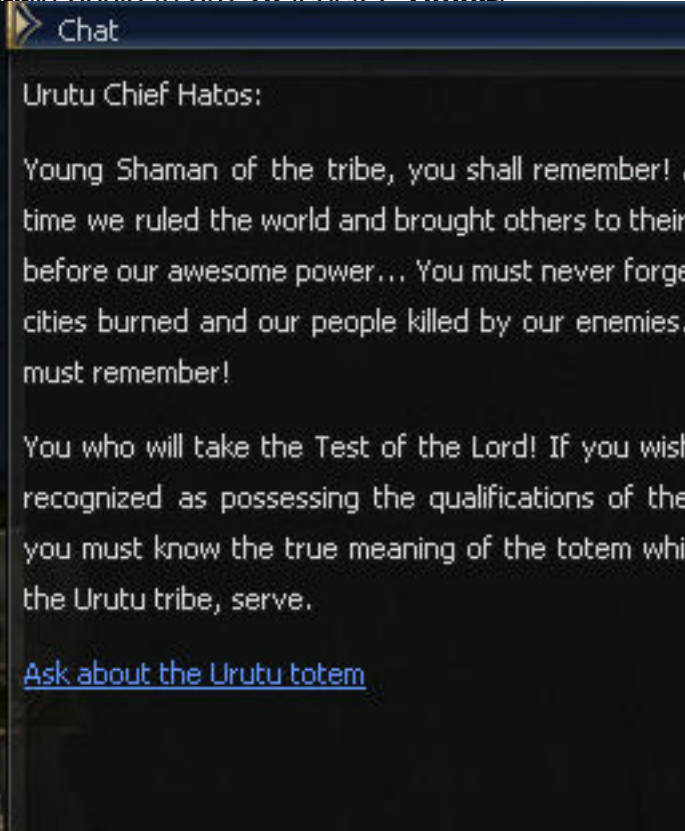 Chat
Urutu Chief Hatos:
Young Shaman of the tribe, you shall remember!
time we ruled the world and brought others to their
before our awesome power... You must never forge
cities burned and our people killed by our enemies.
must remember!
You who will take the Test of the Lord! If you wish
recognized as possessing the qualifications of the
you must know the true meaning of the totem whi
the Urutu tribe, serve.
Ask about the Urutu totem